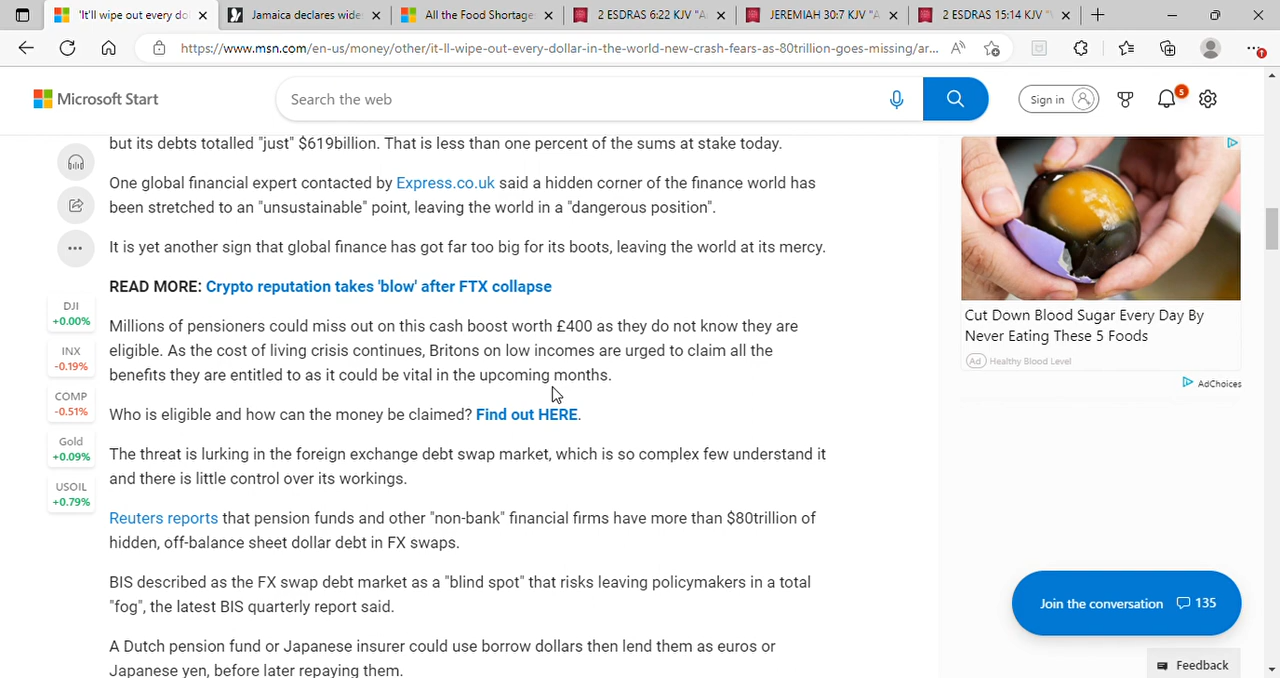 'It'll wipe out every do
Jamaica declares wide
All the Food Shortage
2 ESDRAS 6:22 KJV "A
JEREMIAH 30:7 KJV "A
2 ESDRAS 15:14 KJV "
https://www.msn.com/en-us/money/other/it-ll-wipe-out-every-dollar-in-the-world-new-crash-fears-as-80trillion-goes-missing/ar...
Microsoft Start
Search the web
Sign in
5
but its debts totalled "just" $619billion. That is less than one percent of the sums at stake today.
One global financial expert contacted by Express.co.uk said a hidden corner of the finance world has
been stretched to an "unsustainable" point, leaving the world in a "dangerous position".
It is yet another sign that global finance has got far too big for its boots, leaving the world at its mercy.
READ MORE: Crypto reputation takes 'blow' after FTX collapse
Millions of pensioners could miss out on this cash boost worth £400 as they do not know they are
eligible. As the cost of living crisis continues, Britons on low incomes are urged to claim all the
benefits they are entitled to as it could be vital in the upcoming months.
Who is eligible and how can the money be claimed? Find out HERE.
The threat is lurking in the foreign exchange debt swap market, which is so complex few understand it
and there is little control over its workings.
Reuters reports that pension funds and other "non-bank" financial firms have more than $80trillion of
hidden, off-balance sheet dollar debt in FX swaps.
BIS described as the FX swap debt market as a "blind spot" that risks leaving policymakers in a total
"fog", the latest BIS quarterly report said.
A Dutch pension fund or Japanese insurer could use borrow dollars then lend them as euros or
Japanese yen, before later repaying them.
DJI
+0.00%
INX
-0.19%
COMP
-0.51%
Gold
+0.09%
USOIL
+0.79%
Cut Down Blood Sugar Every Day By
Never Eating These 5 Foods
Ad Healthy Blood Level
AdChoices
Join the conversation 135
Feedback